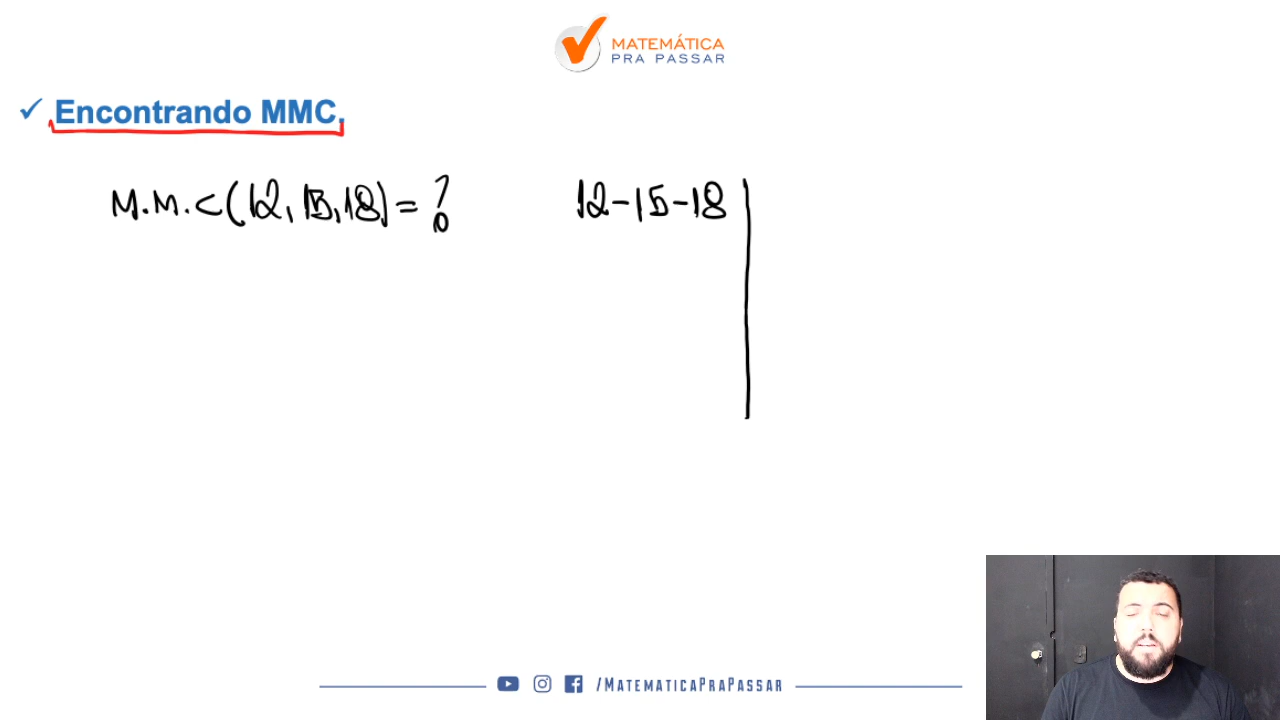 MATEMÁTICA
PRA PASSAR
✓ Encontrando MMC.
M.M.C(12,15,18) = ?
12-15-18
/MATEMATICAPRAPASSAR